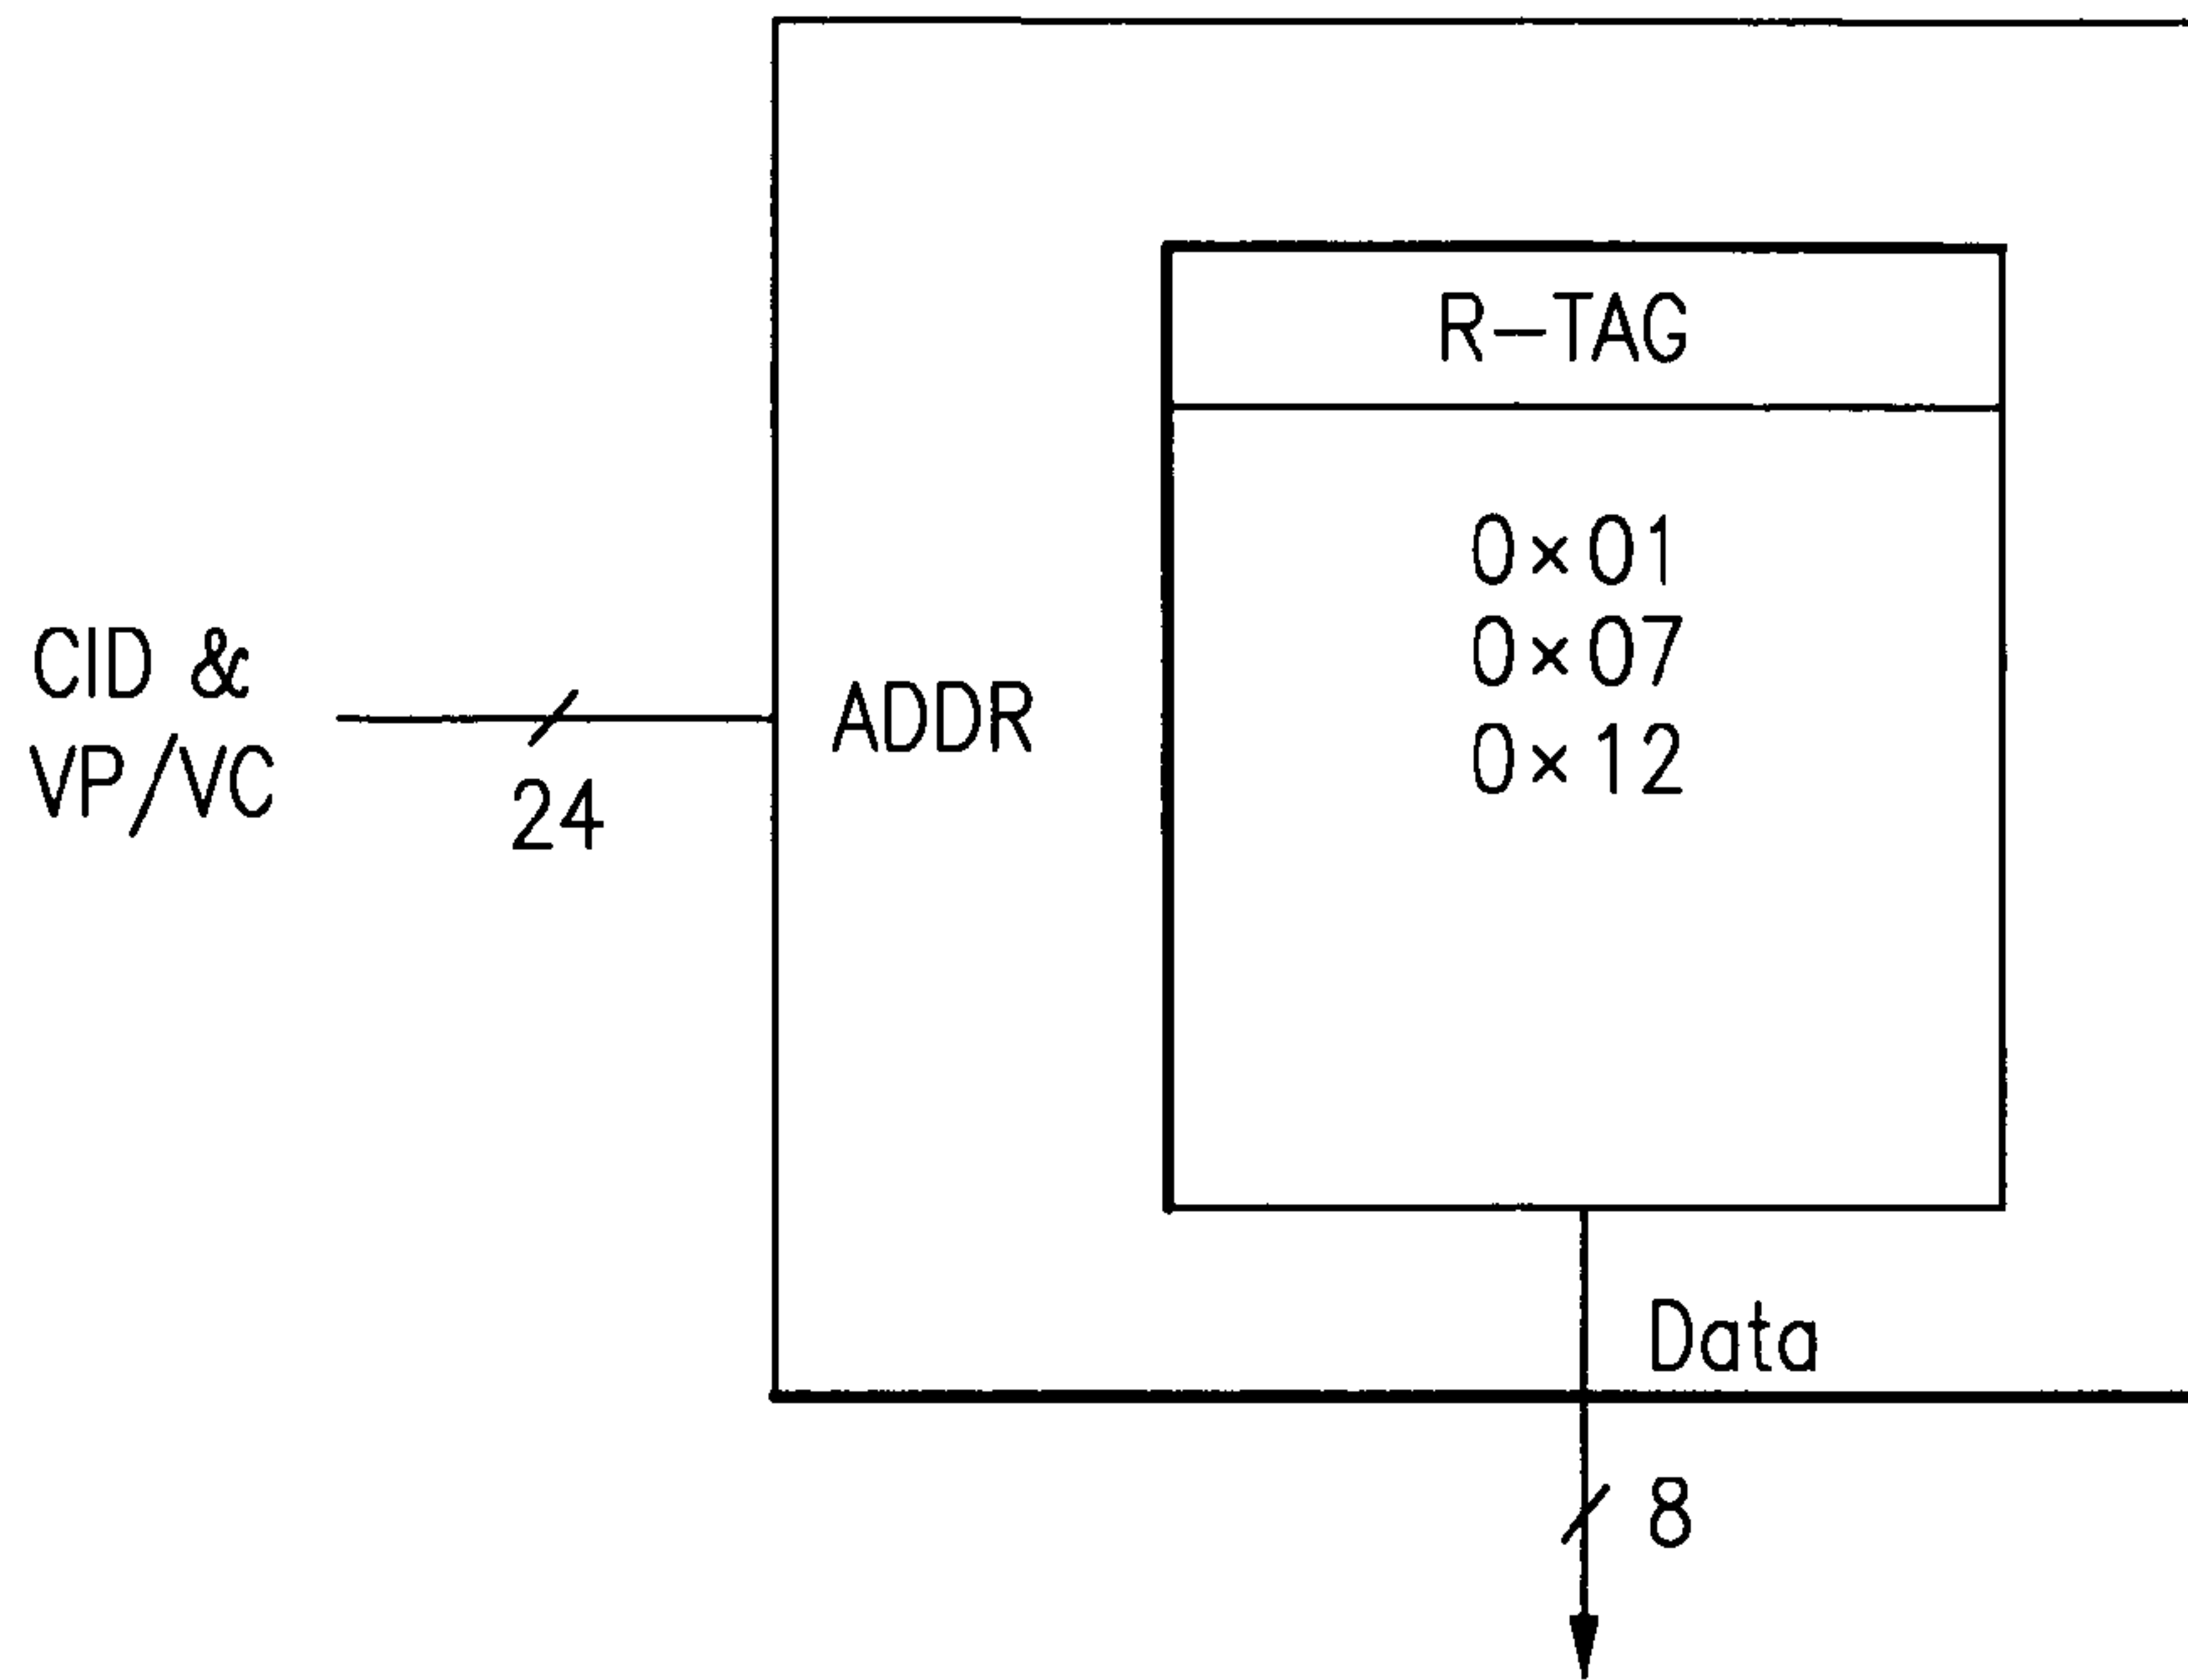 R-TAG
0×01
0×07
0×12
CID &
VP/VC
24
ADDR
Data
8